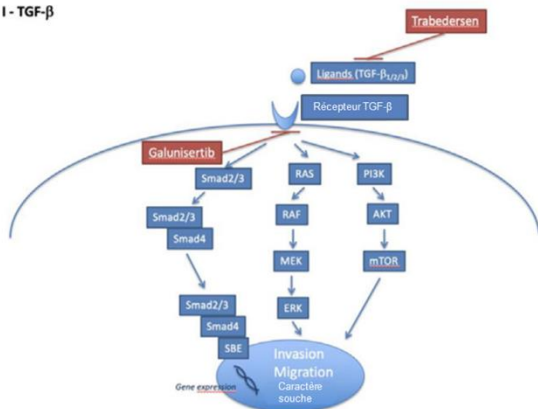 I - TGF-β
Trabedersen
Ligands (TGF-β1/2/3)
Récepteur TGF-β
Galunisertib
Smad2/3
RAS
PI3K
Smad2/3
Smad4
RAF
AKT
MEK
mTOR
Smad2/3
Smad4
SBE
ERK
Invasion
Migration
Caractère
souche
Gene expression